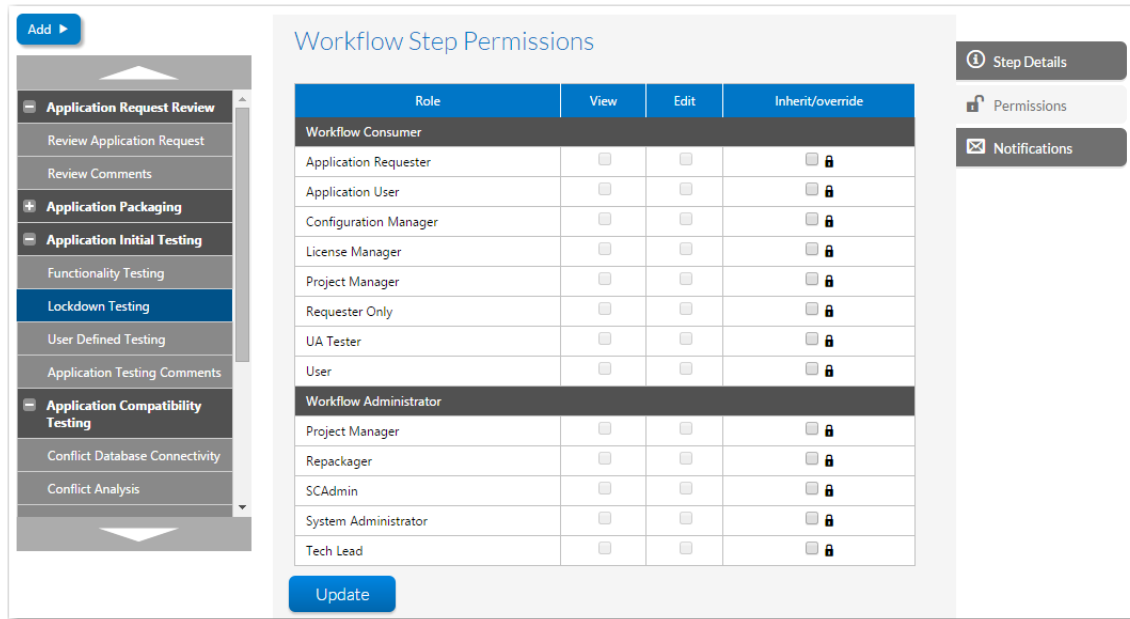 Add
Application Request Review
Review Application Request
Review Comments
Application Packaging
Application Initial Testing
Functionality Testing
Lockdown Testing
User Defined Testing
Application Testing Comments
Application Compatibility
Testing
Conflict Database Connectivity
Conflict Analysis
Workflow Step Permissions
Role View Edit Inherit/override
Workflow Consumer
Application Requester
Application User
Configuration Manager
License Manager
Project Manager
Requester Only
UA Tester
User
Workflow Administrator
Project Manager
Repackager
SCAdmin
System Administrator
Tech Lead
Update
Step Details
Permissions
Notifications